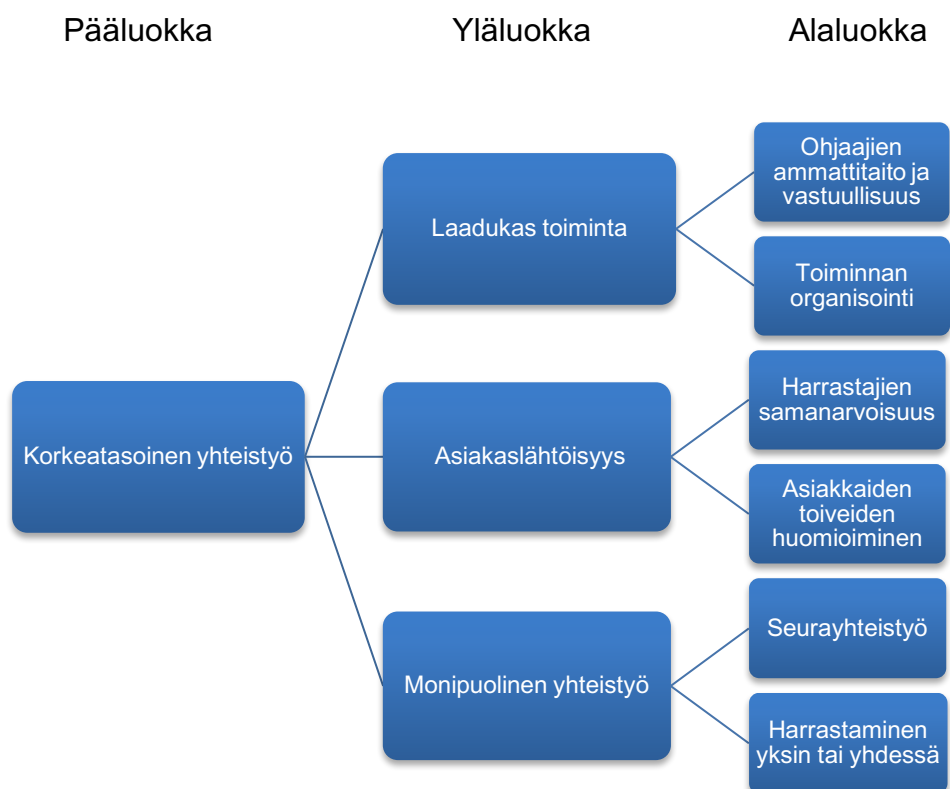 Pääluokka
Yläluokka
Alaluokka
Korkeatasoinen yhteistyö
Laadukas toiminta
Ohjaajien
ammattitaito ja
vastuullisuus
Toiminnan
organisointi
Asiakaslähtöisyys
Harrastajien
samanarvoisuus
Asiakkaiden
toiveiden
huomioiminen
Monipuolinen yhteistyö
Seurayhteistyö
Harrastaminen
yksin tai yhdessä